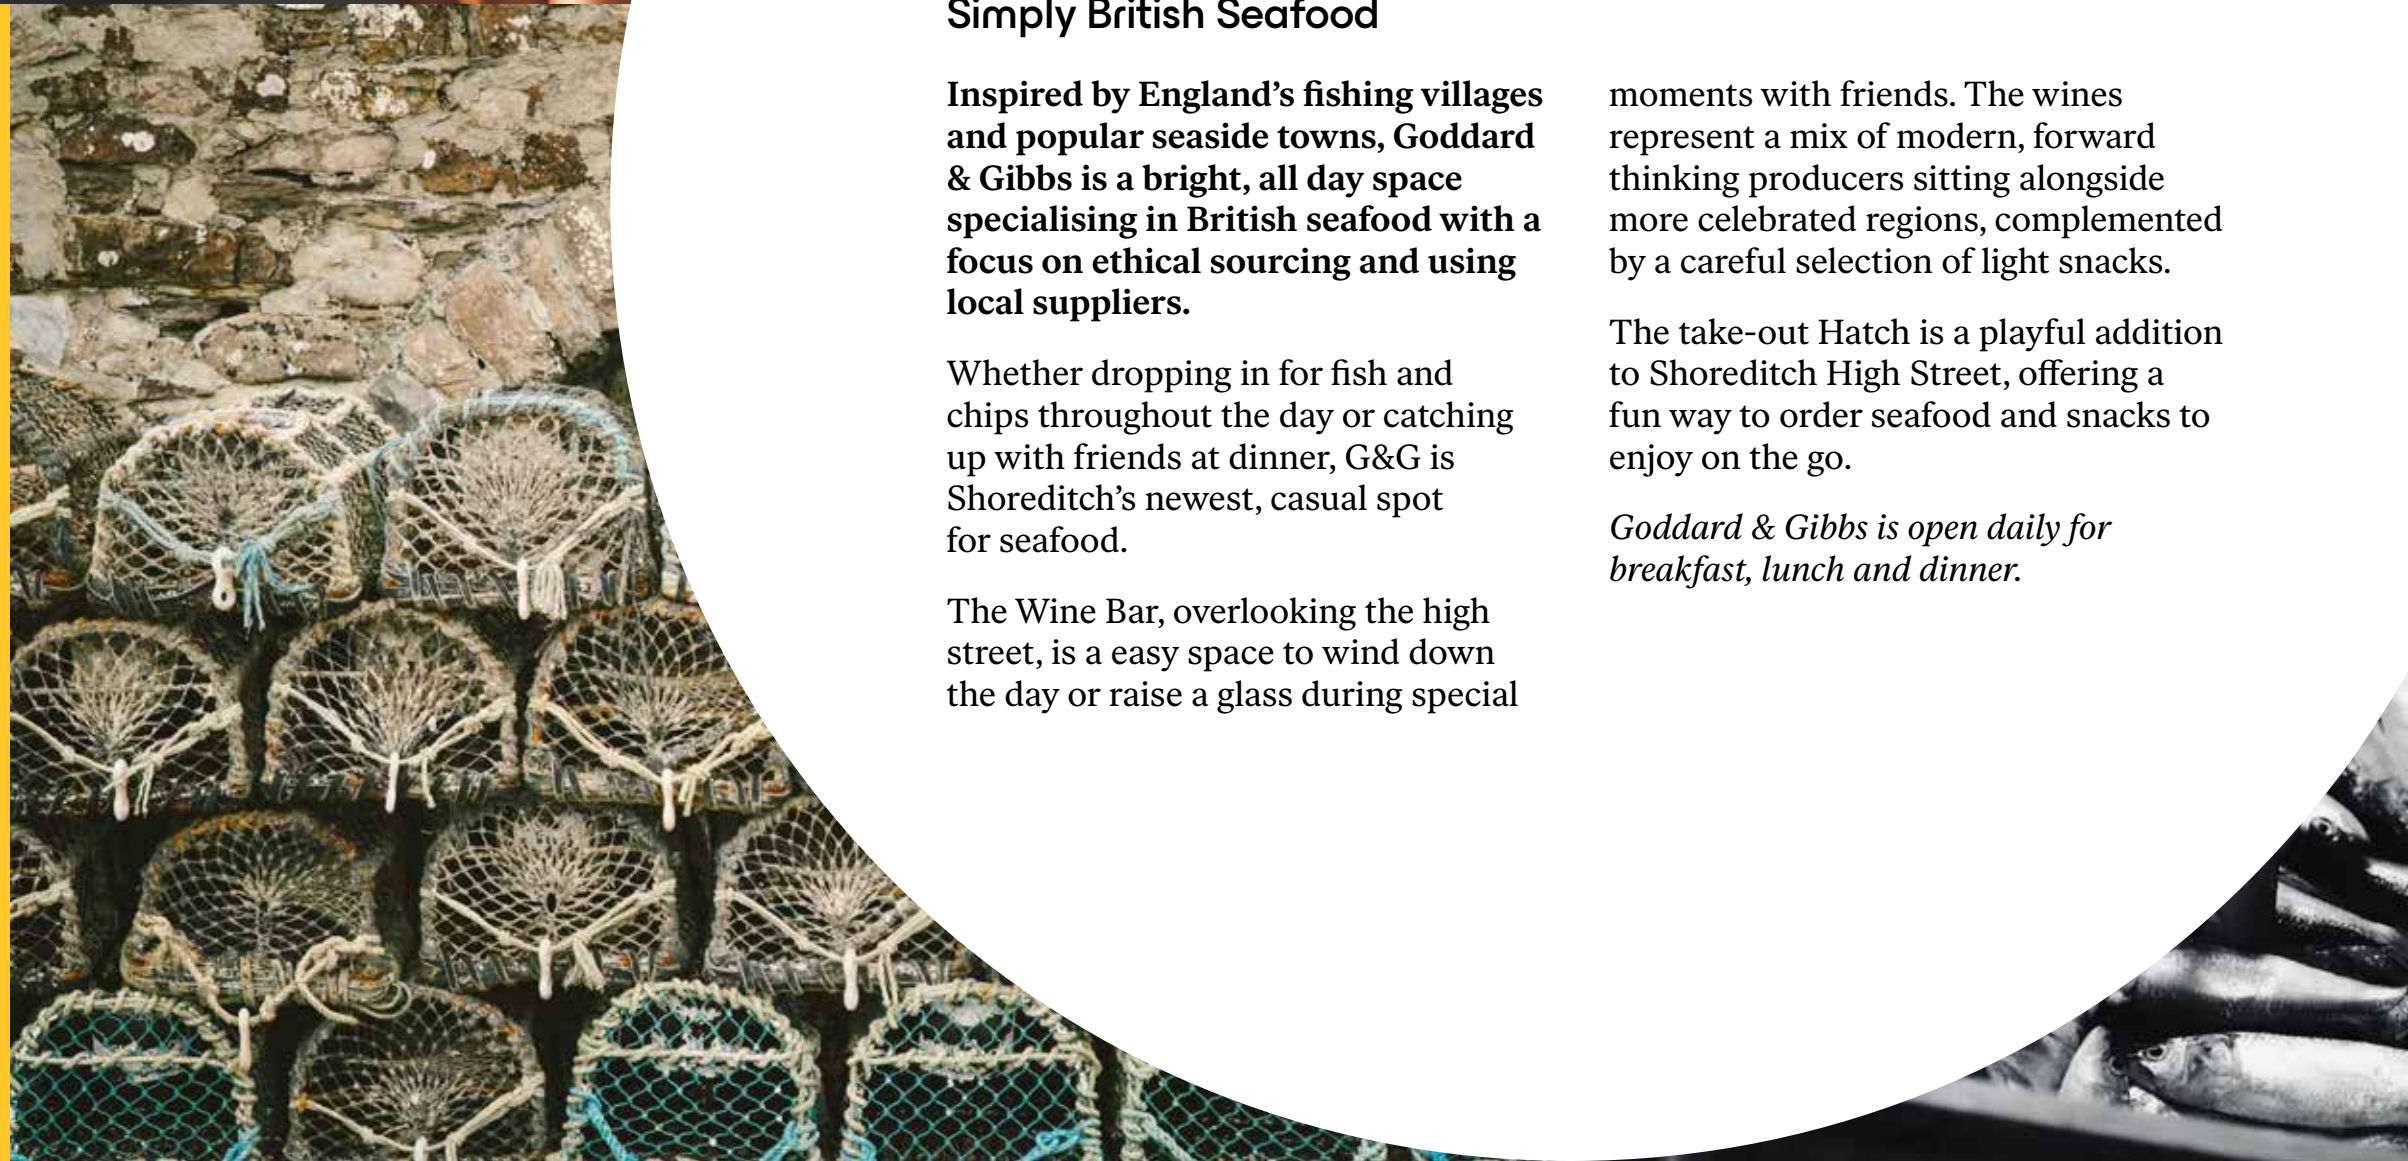 Simply British Seafood
Inspired by England’s fishing villages
and popular seaside towns, Goddard
& Gibbs is a bright, all day space
specialising in British seafood with a
focus on ethical sourcing and using
local suppliers.
Whether dropping in for fish and
chips throughout the day or catching
up with friends at dinner, G&G is
Shoreditch’s newest, casual spot
for seafood.
The Wine Bar, overlooking the high
street, is a easy space to wind down
the day or raise a glass during special
moments with friends. The wines
represent a mix of modern, forward
thinking producers sitting alongside
more celebrated regions, complemented
by a careful selection of light snacks.
The take-out Hatch is a playful addition
to Shoreditch High Street, offering a
fun way to order seafood and snacks to
enjoy on the go.
Goddard & Gibbs is open daily for
breakfast, lunch and dinner.